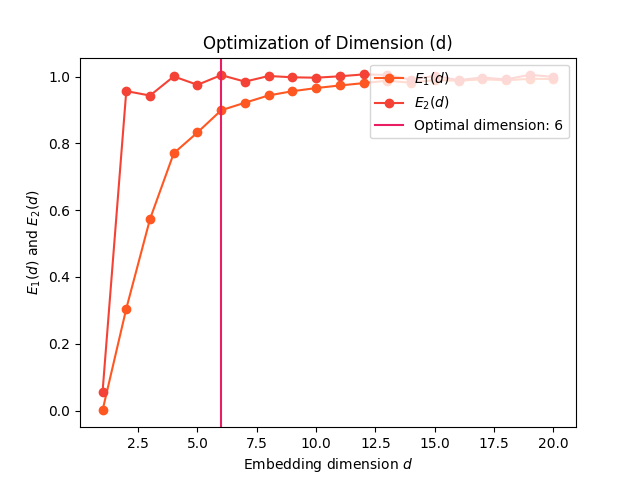 Optimization of Dimension (d)
E₁(d) and E₂(d)
1.0
0.8
0.6
0.4
0.2
0.0
E₁(d)
E₂(d)
Optimal dimension: 6
2.5 5.0 7.5 10.0 12.5 15.0 17.5 20.0
Embedding dimension d